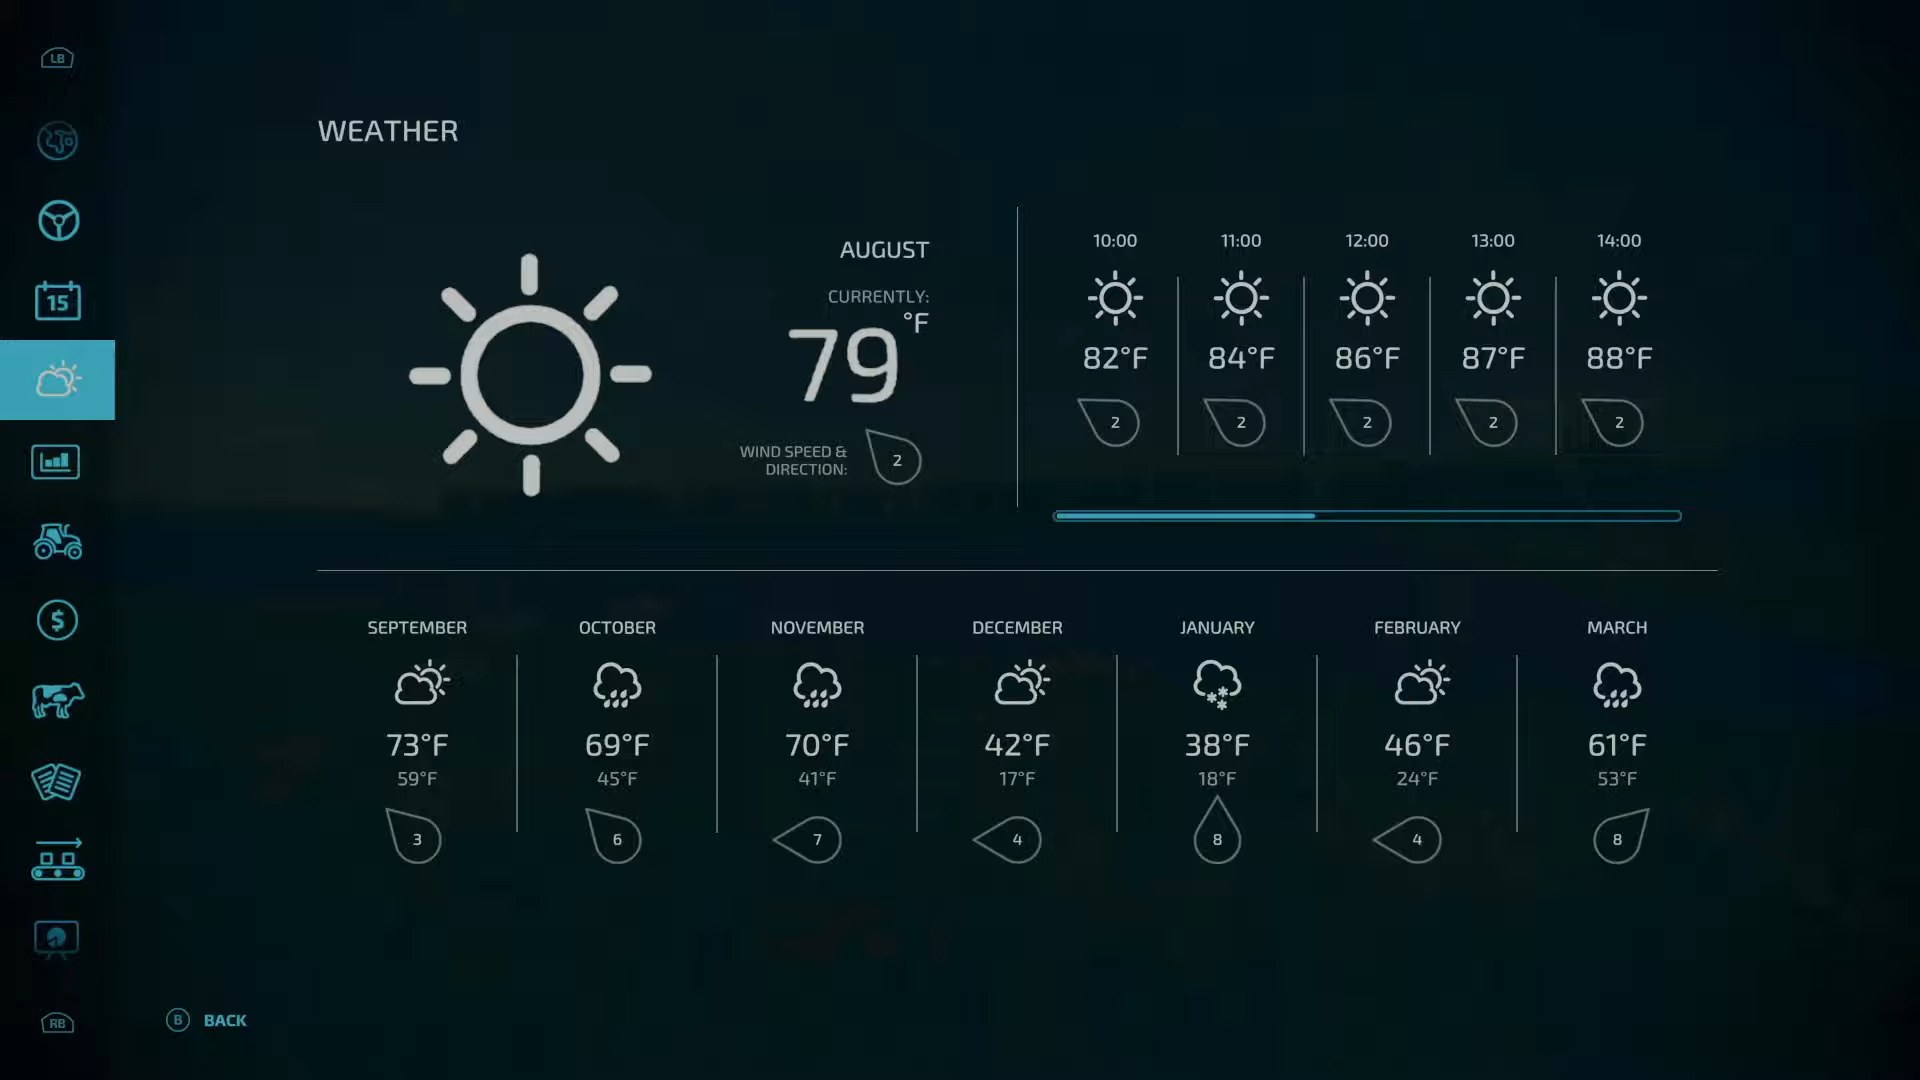 LB
WEATHER
AUGUST
CURRENTLY:
79 °F
WIND SPEED &
DIRECTION:
2
10:00 11:00 12:00 13:00 14:00
82°F 84°F 86°F 87°F 88°F
2 2 2 2 2
15
$
SEPTEMBER OCTOBER NOVEMBER DECEMBER JANUARY FEBRUARY MARCH
73°F 69°F 70°F 42°F 38°F 46°F 61°F
59°F 45°F 41°F 17°F 18°F 24°F 53°F
3 6 7 4 8 4 8
RB
B BACK